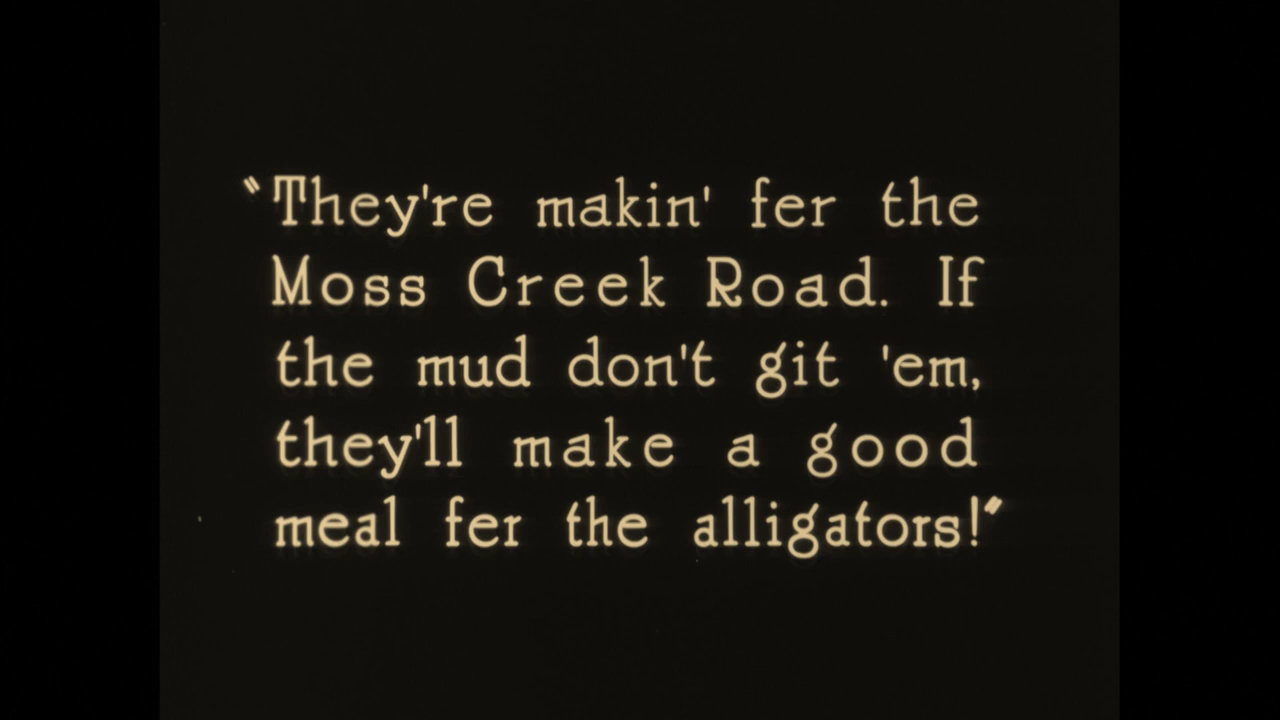 "They're makin' fer the
Moss Creek Road. If
the mud don't git 'em,
they'll make a good
meal fer the alligators!"